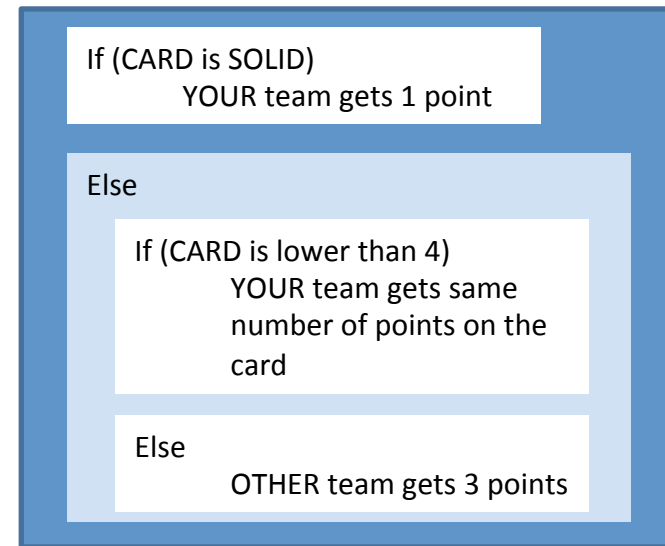 If (CARD is SOLID)
YOUR team gets 1 point
Else
If (CARD is lower than 4)
YOUR team gets same
number of points on the
card
Else
OTHER team gets 3 points